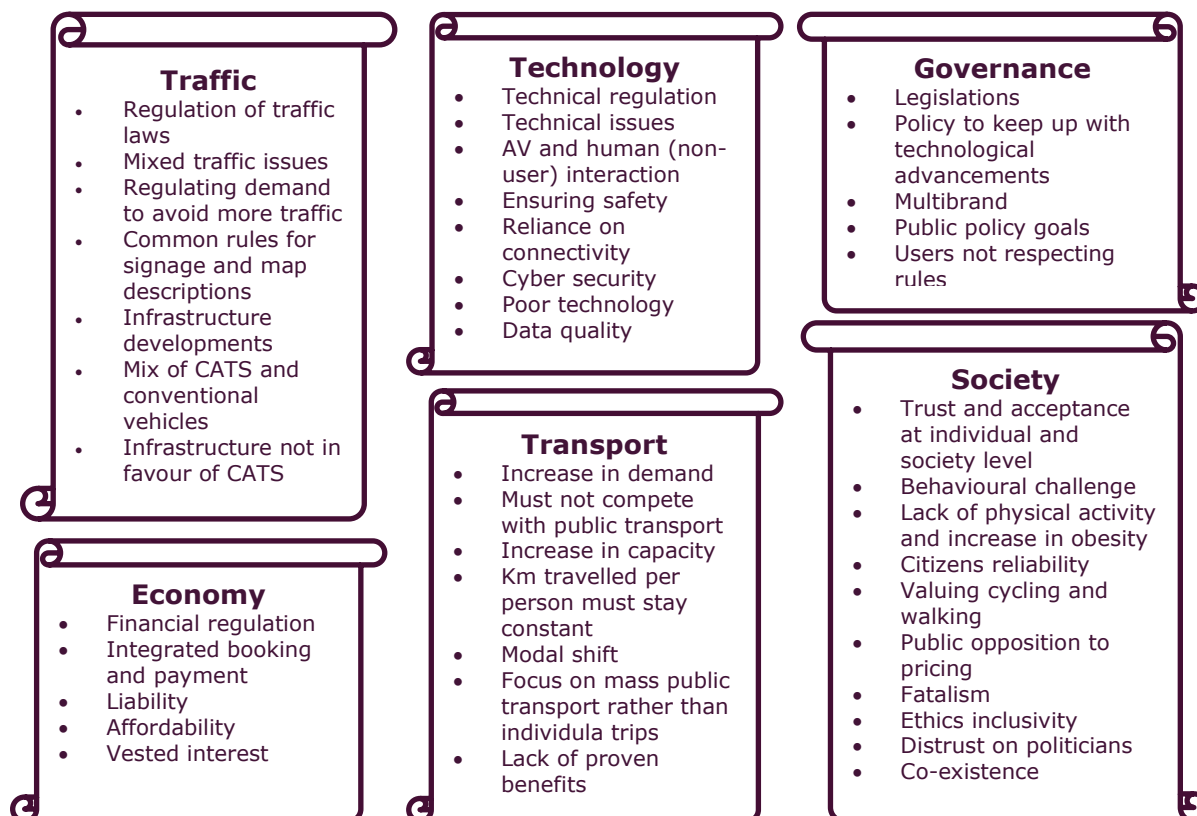 Traffic
• Regulation of traffic
laws
• Mixed traffic issues
• Regulating demand
to avoid more traffic
• Common rules for
signage and map
descriptions
• Infrastructure
developments
• Mix of CATS and
conventional
vehicles
• Infrastructure not in
favour of CATS
Economy
• Financial regulation
• Integrated booking
and payment
• Liability
• Affordability
• Vested interest
Technology
• Technical regulation
• Technical issues
• AV and human (non-
user) interaction
• Ensuring safety
• Reliance on
connectivity
• Cyber security
• Poor technology
• Data quality
Transport
• Increase in demand
• Must not compete
with public transport
• Increase in capacity
• Km travelled per
person must stay
constant
• Modal shift
• Focus on mass public
transport rather than
individula trips
• Lack of proven
benefits
Governance
• Legislations
• Policy to keep up with
technological
advancements
• Multibrand
• Public policy goals
• Users not respecting
rules
Society
• Trust and acceptance
at individual and
society level
• Behavioural challenge
• Lack of physical activity
and increase in obesity
• Citizens reliability
• Valuing cycling and
walking
• Public opposition to
pricing
• Fatalism
• Ethics inclusivity
• Distrust on politicians
• Co-existence